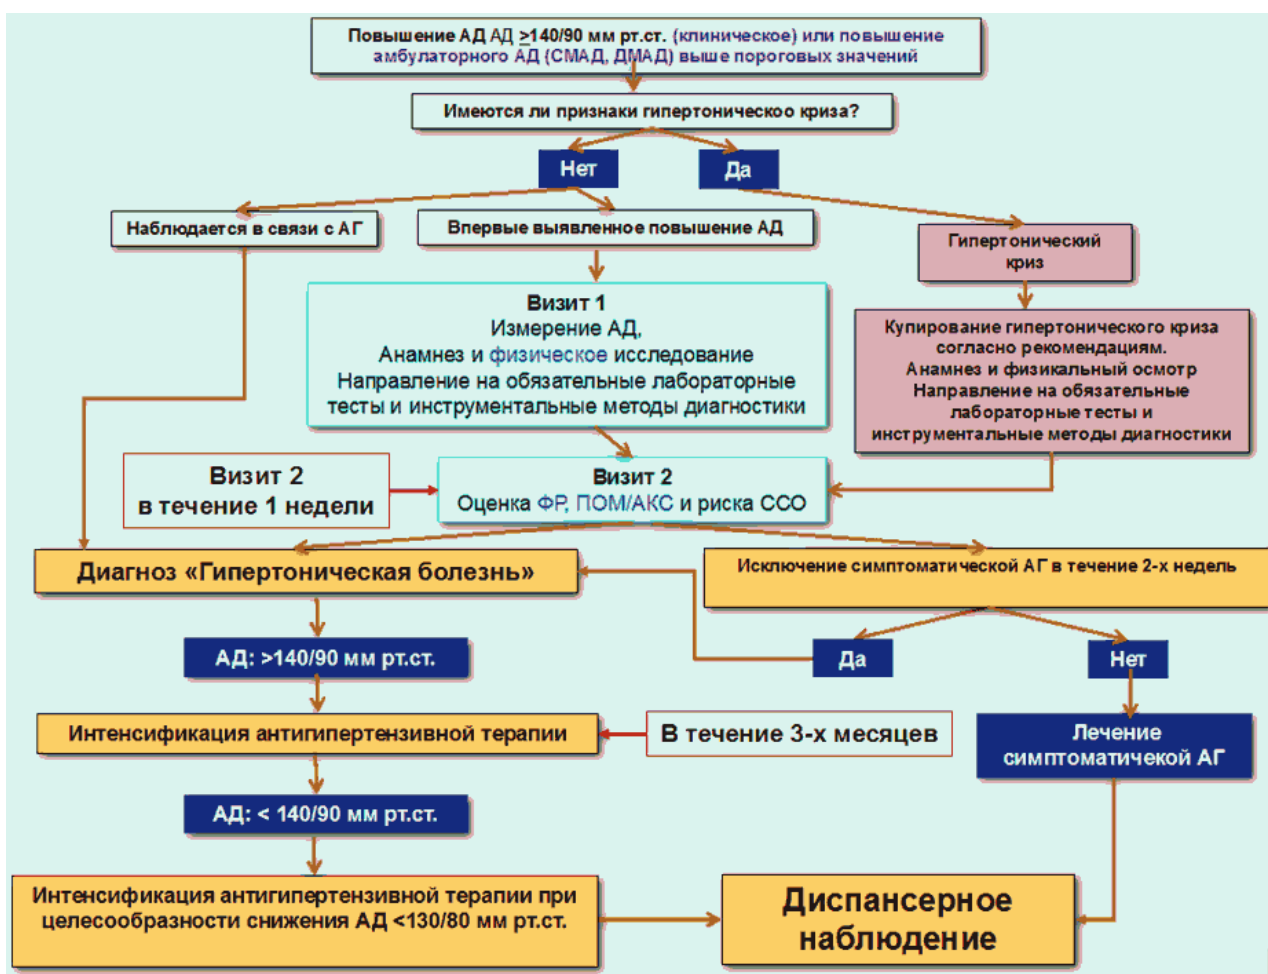 Повышение АД АД ≥140/90 мм рт.ст. (клиническое) или повышение
амбулаторного АД (СМАД, ДМАД) выше пороговых значений
Имеются ли признаки гипертоническоо криза?
Нет
Да
Наблюдается в связи с АГ
Впервые выявленное повышение АД
Гипертонический
криз
Визит 1
Измерение АД,
Анамнез и физическое исследование
Направление на обязательные лабораторные
тесты и инструментальные методы диагностики
Купирование гипертонического криза
согласно рекомендациям.
Анамнез и физикальный осмотр
Направление на обязательные
лабораторные тесты и
инструментальные методы диагностики
Визит 2
в течение 1 недели
Визит 2
Оценка ФР, ПОМ/АКС и риска ССО
Диагноз «Гипертоническая болезнь»
Исключение симптоматической АГ в течение 2-х недель
АД: >140/90 мм рт.ст.
Да
Нет
Интенсификация антигипертензивной терапии
В течение 3-х месяцев
Лечение
симптоматичекой АГ
АД: < 140/90 мм рт.ст.
Интенсификация антигипертензивной терапии при
целесообразности снижения АД <130/80 мм рт.ст.
Диспансерное
наблюдение